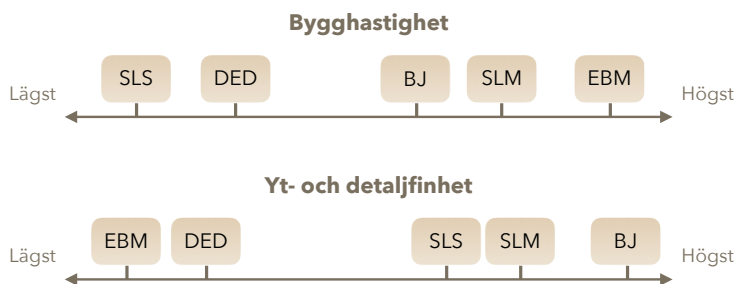 Bygghastighet
SLS DED BJ SLM EBM
Lägst Högst
Yt- och detaljfinhet
EBM DED SLS SLM BJ
Lägst Högst